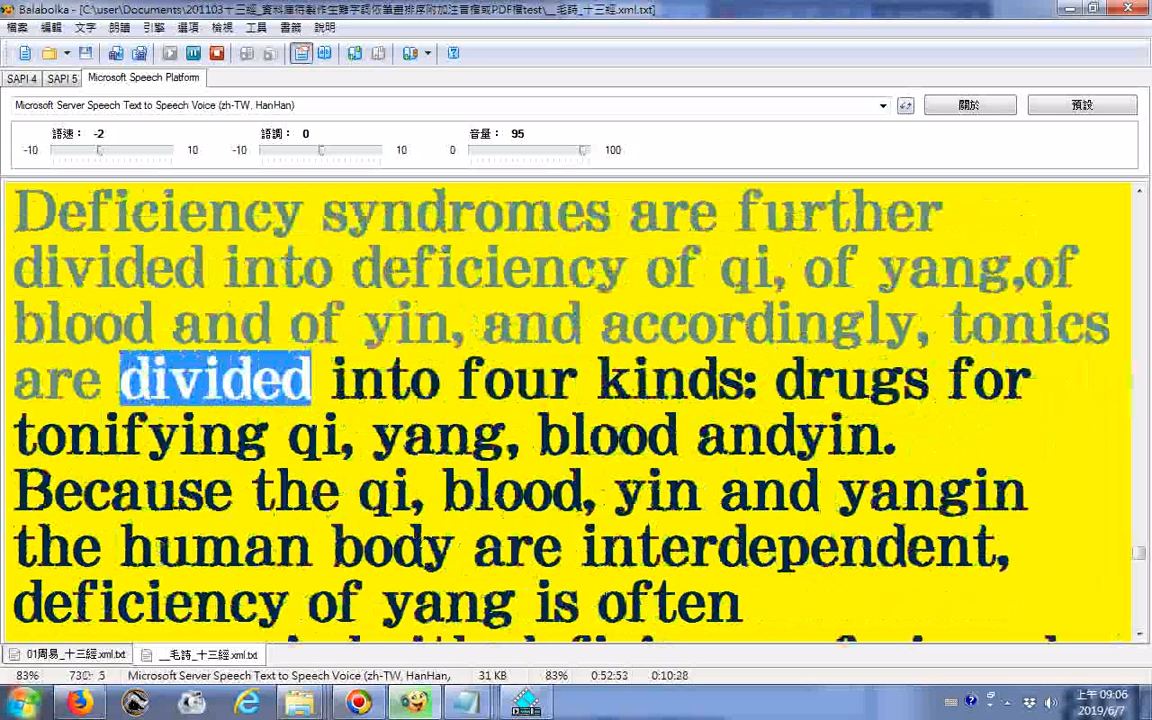 Balabolka - [C:\user\Documents\201103十三經_資料庫待製作生難字詞依筆畫排序附加注音檔或PDF檔test\__毛詩_十三經.xml.txt]
檔案 編輯 文字 朗讀 引擎 選項 檢視 工具 書籤 說明
SAPI 4 SAPI 5 Microsoft Speech Platform
Microsoft Server Speech Text to Speech Voice (zh-TW, HanHan) 關於 預設
語速： -2 語調： 0 音量： 95
-10 10 -10 10 0 100
Deficiency syndromes are further
divided into deficiency of qi, of yang,of
blood and of yin, and accordingly, tonics
are divided into four kinds: drugs for
tonifying qi, yang, blood andyin.
Because the qi, blood, yin and yangin
the human body are interdependent,
deficiency of yang is often
01周易_十三經.xml.txt __毛詩_十三經.xml.txt
83% Microsoft Server Speech Text to Speech Voice (zh-TW, HanHan, 31 KB 83% 0:52:53 0:10:28
上午 09:06
2019/6/7